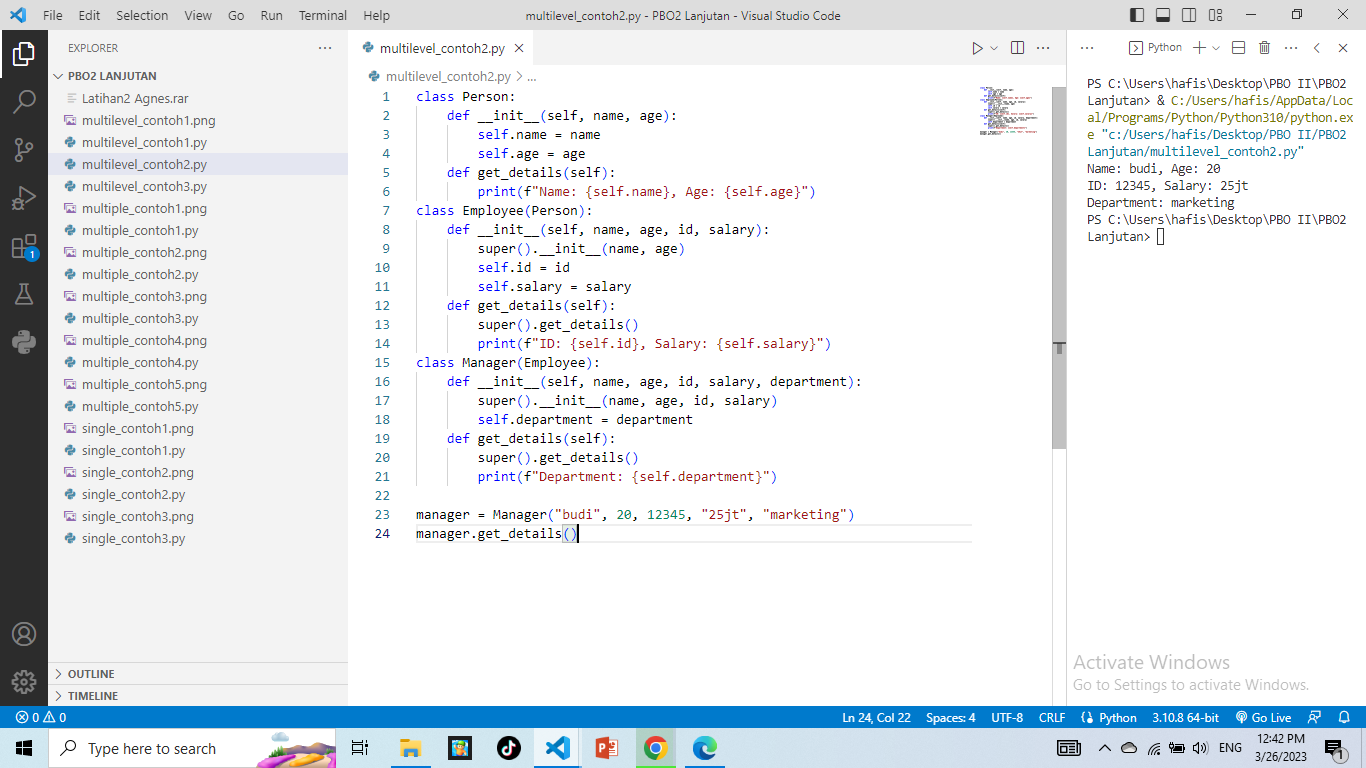 File Edit Selection View Go Run Terminal Help
multilevel_contoh2.py - PBO2 Lanjutan - Visual Studio Code
EXPLORER
PBO2 LANJUTAN
Latihan2 Agnes.rar
multilevel_contoh1.png
multilevel_contoh1.py
multilevel_contoh2.py
multilevel_contoh3.py
multiple_contoh1.png
multiple_contoh1.py
multiple_contoh2.png
multiple_contoh2.py
multiple_contoh3.png
multiple_contoh3.py
multiple_contoh4.png
multiple_contoh4.py
multiple_contoh5.png
multiple_contoh5.py
single_contoh1.png
single_contoh1.py
single_contoh2.png
single_contoh2.py
single_contoh3.png
single_contoh3.py
OUTLINE
TIMELINE
1
multilevel_contoh2.py
multilevel_contoh2.py > ...
1 class Person:
2     def __init__(self, name, age):
3         self.name = name
4         self.age = age
5     def get_details(self):
6         print(f"Name: {self.name}, Age: {self.age}")
7 class Employee(Person):
8     def __init__(self, name, age, id, salary):
9         super().__init__(name, age)
10         self.id = id
11         self.salary = salary
12     def get_details(self):
13         super().get_details()
14         print(f"ID: {self.id}, Salary: {self.salary}")
15 class Manager(Employee):
16     def __init__(self, name, age, id, salary, department):
17         super().__init__(name, age, id, salary)
18         self.department = department
19     def get_details(self):
20         super().get_details()
21         print(f"Department: {self.department}")
22
23 manager = Manager("budi", 20, 12345, "25jt", "marketing")
24 manager.get_details()
Python
PS C:\Users\hafis\Desktop\PBO II\PBO2
Lanjutan> & C:/Users/hafis/AppData/Loc
al/Programs/Python/Python310/python.ex
e "c:/Users/hafis/Desktop/PBO II/PBO2
Lanjutan/multilevel_contoh2.py"
Name: budi, Age: 20
ID: 12345, Salary: 25jt
Department: marketing
PS C:\Users\hafis\Desktop\PBO II\PBO2
Lanjutan>
Activate Windows
Go to Settings to activate Windows.
0 0
Ln 24, Col 22 Spaces: 4 UTF-8 CRLF Python 3.10.8 64-bit Go Live
Type here to search
ENG
12:42 PM
3/26/2023
1